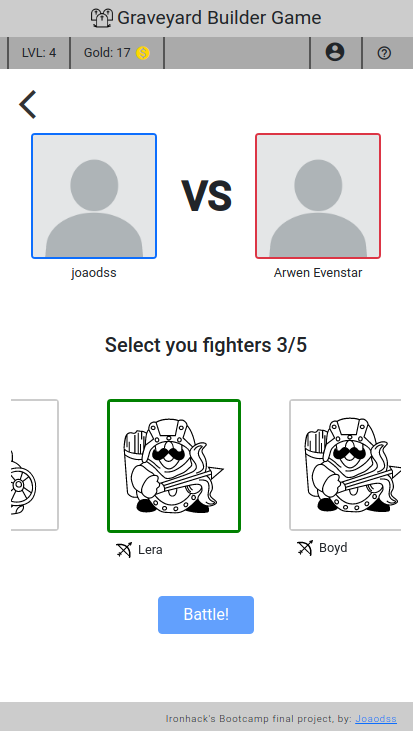 Graveyard Builder Game
LVL: 4 Gold: 17
joaodss
VS
Arwen Evenstar
Select you fighters 3/5
Lera
Boyd
Battle!
Ironhack's Bootcamp final project, by: Joaodss